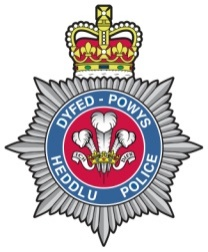 DYFED - POWYS
HEDDLU POLICE